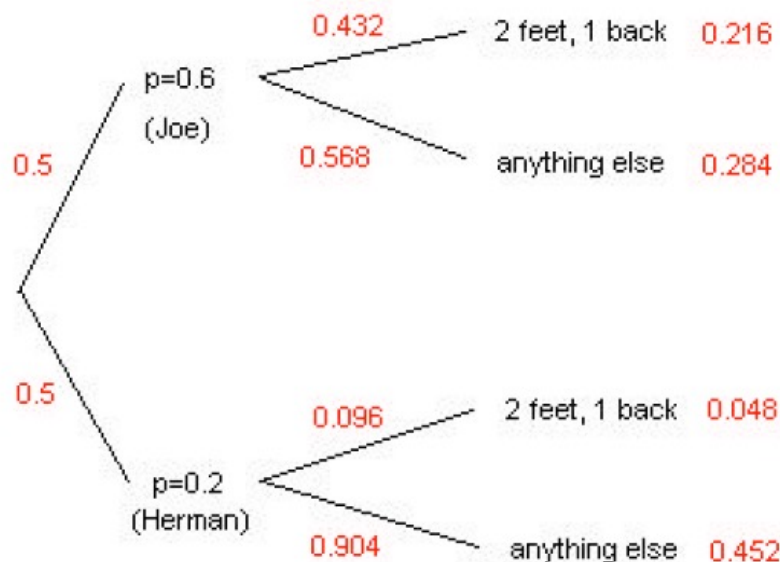 0.432
2 feet, 1 back 0.216
p=0.6
(Joe)
0.5
0.568
anything else 0.284
0.5
0.096
2 feet, 1 back 0.048
p=0.2
(Herman)
0.904
anything else 0.452